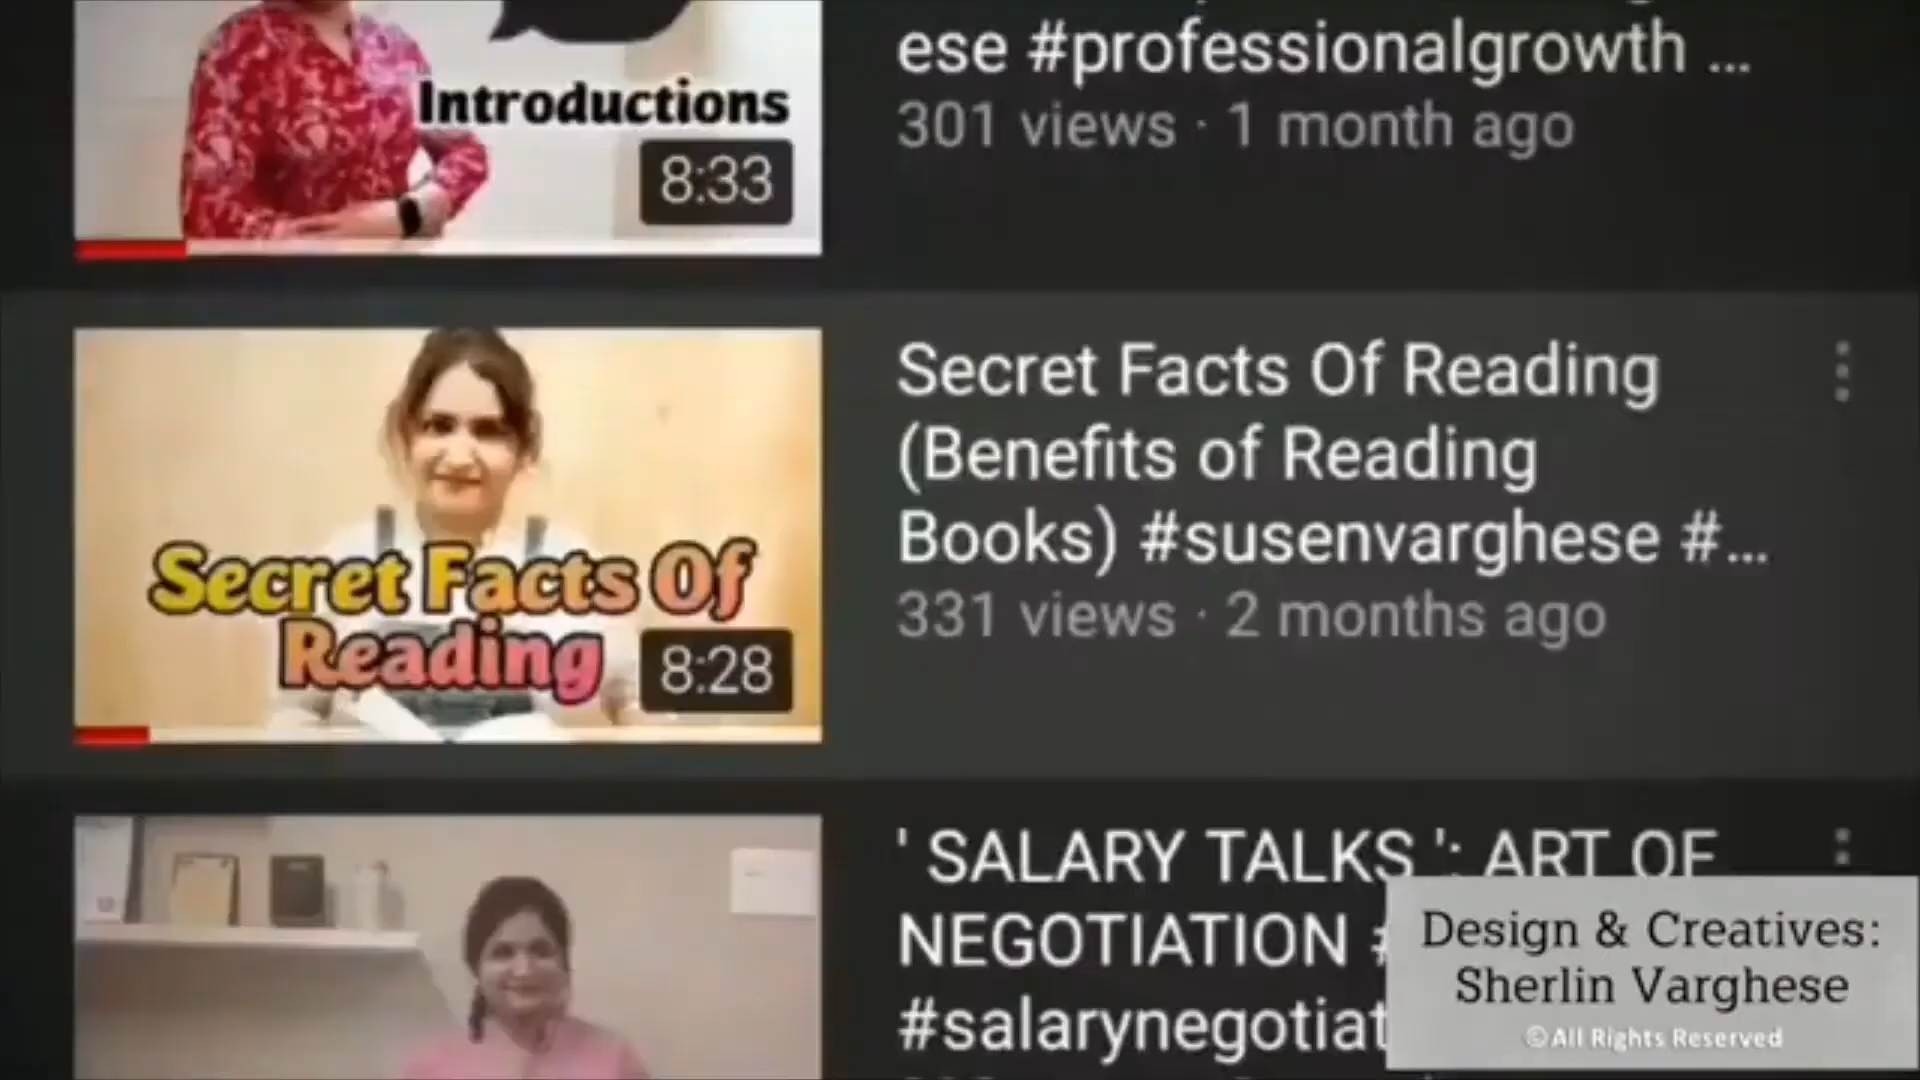 ese #professionalgrowth ...
301 views · 1 month ago
Introductions
8:33
Secret Facts Of Reading
(Benefits of Reading
Books) #susenvarghese #...
331 views · 2 months ago
Secret Facts Of
Reading
8:28
' SALARY TALKS ': ART OF
NEGOTIATION #
#salarynegotiat
Design & Creatives:
Sherlin Varghese
©All Rights Reserved